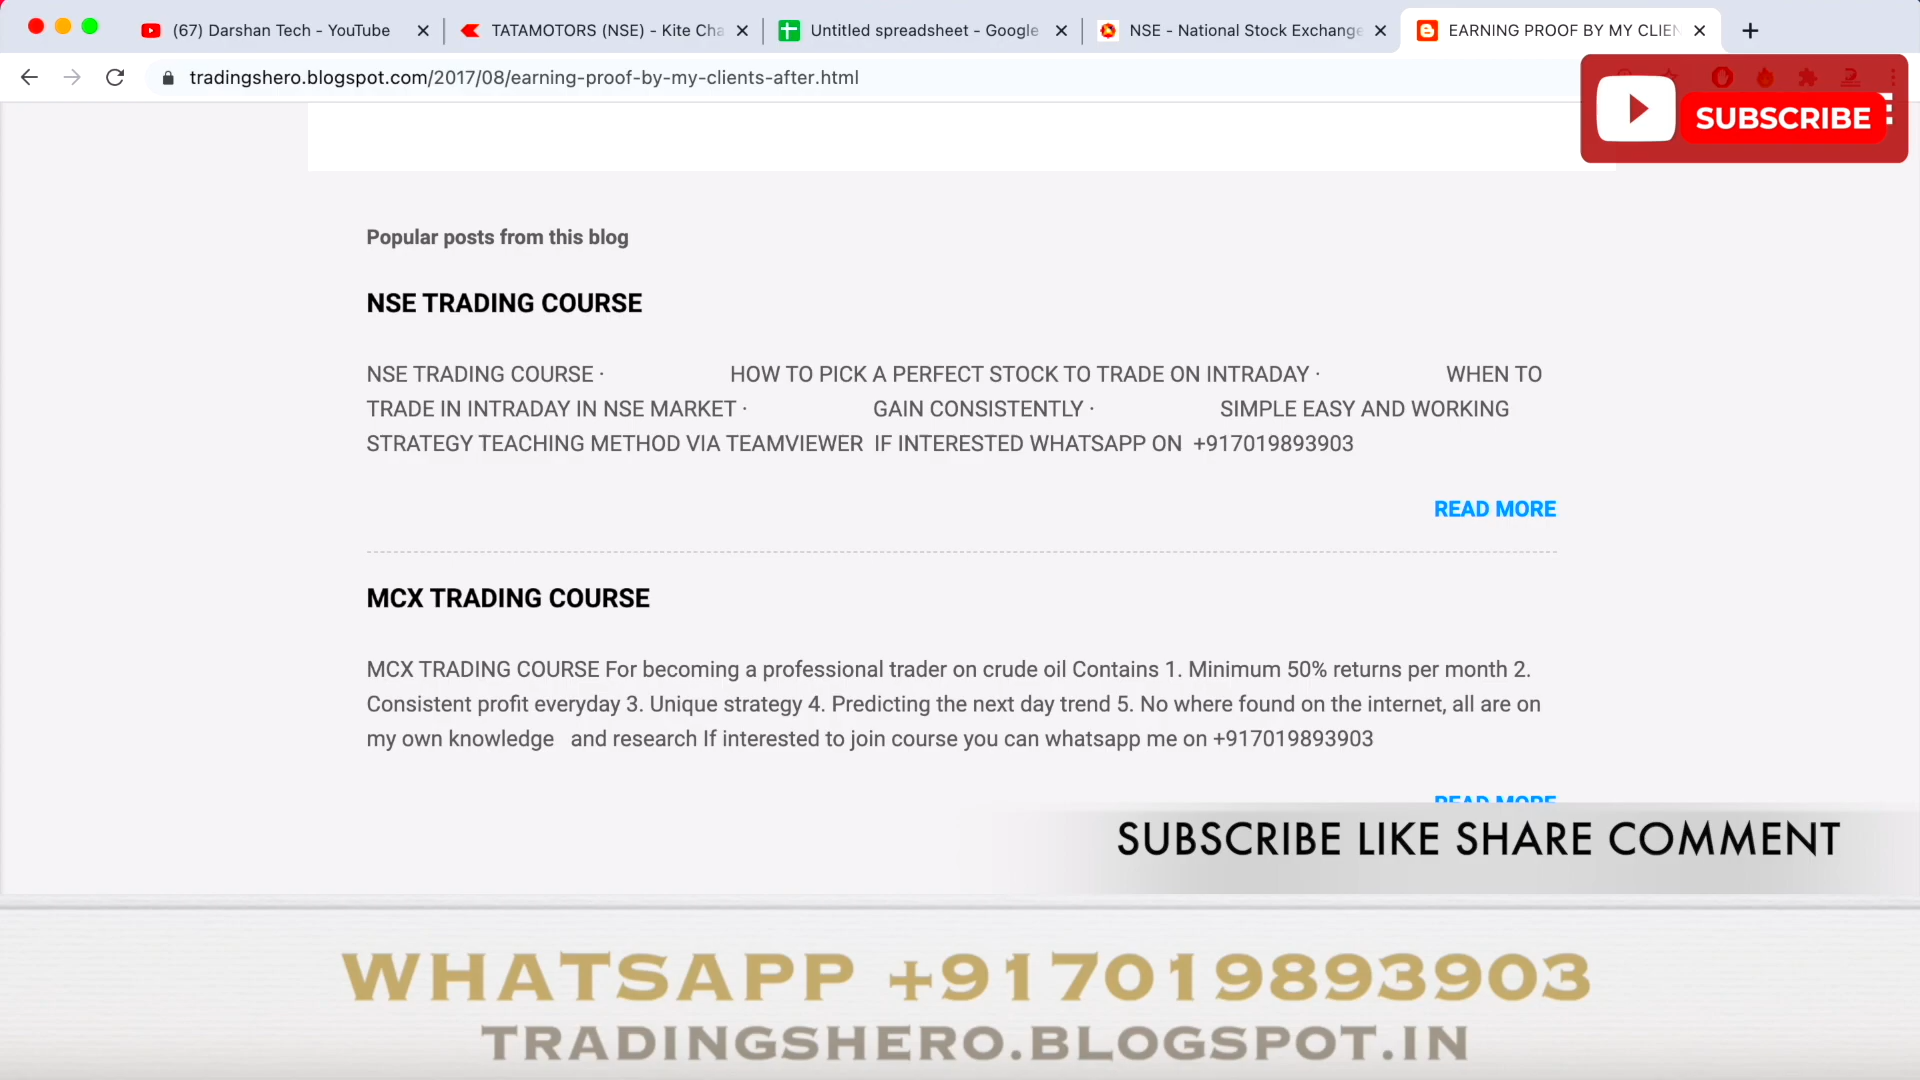 (67) Darshan Tech - YouTube
TATAMOTORS (NSE) - Kite Cha
Untitled spreadsheet - Google
NSE - National Stock Exchange
EARNING PROOF BY MY CLIEN
tradingshero.blogspot.com/2017/08/earning-proof-by-my-clients-after.html
SUBSCRIBE
Popular posts from this blog
NSE TRADING COURSE
NSE TRADING COURSE · HOW TO PICK A PERFECT STOCK TO TRADE ON INTRADAY · WHEN TO
TRADE IN INTRADAY IN NSE MARKET · GAIN CONSISTENTLY · SIMPLE EASY AND WORKING
STRATEGY TEACHING METHOD VIA TEAMVIEWER IF INTERESTED WHATSAPP ON +917019893903
READ MORE
MCX TRADING COURSE
MCX TRADING COURSE For becoming a professional trader on crude oil Contains 1. Minimum 50% returns per month 2.
Consistent profit everyday 3. Unique strategy 4. Predicting the next day trend 5. No where found on the internet, all are on
my own knowledge and research If interested to join course you can whatsapp me on +917019893903
READ MORE
SUBSCRIBE LIKE SHARE COMMENT
WHATSAPP +917019893903
TRADINGSHERO.BLOGSPOT.IN